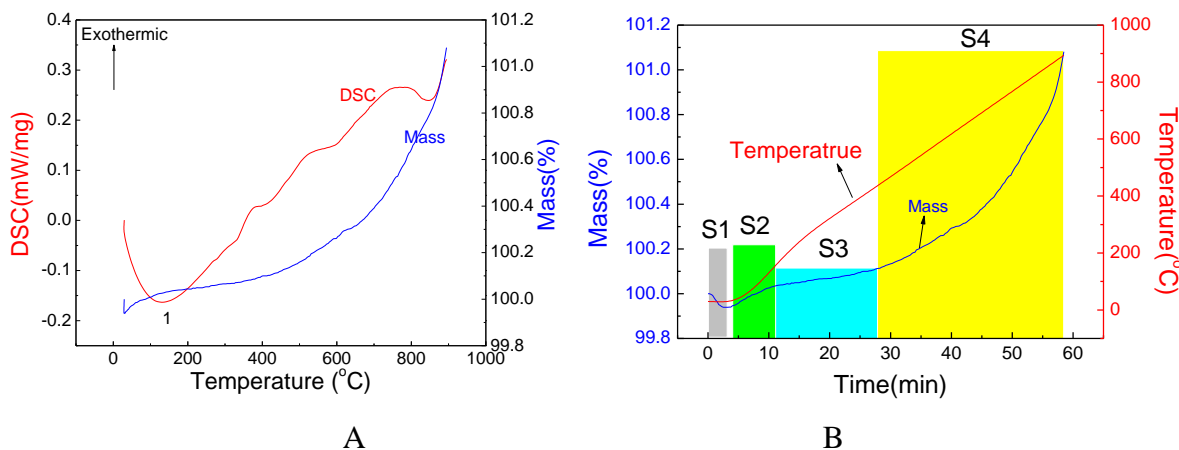 0.4
0.3
0.2
0.1
0.0
-0.1
-0.2
DSC(mW/mg)
Exothermic
DSC
Mass
1
0
200
400
600
800
1000
Temperature (°C)
101.2
101.0
100.8
100.6
100.4
100.2
100.0
99.8
Mass(%)
A
101.2
101.0
100.8
100.6
100.4
100.2
100.0
99.8
Mass(%)
S1
S2
S3
S4
Temperatrue
Mass
0
10
20
30
40
50
60
Time(min)
1000
800
600
400
200
0
Temperature(°C)
B